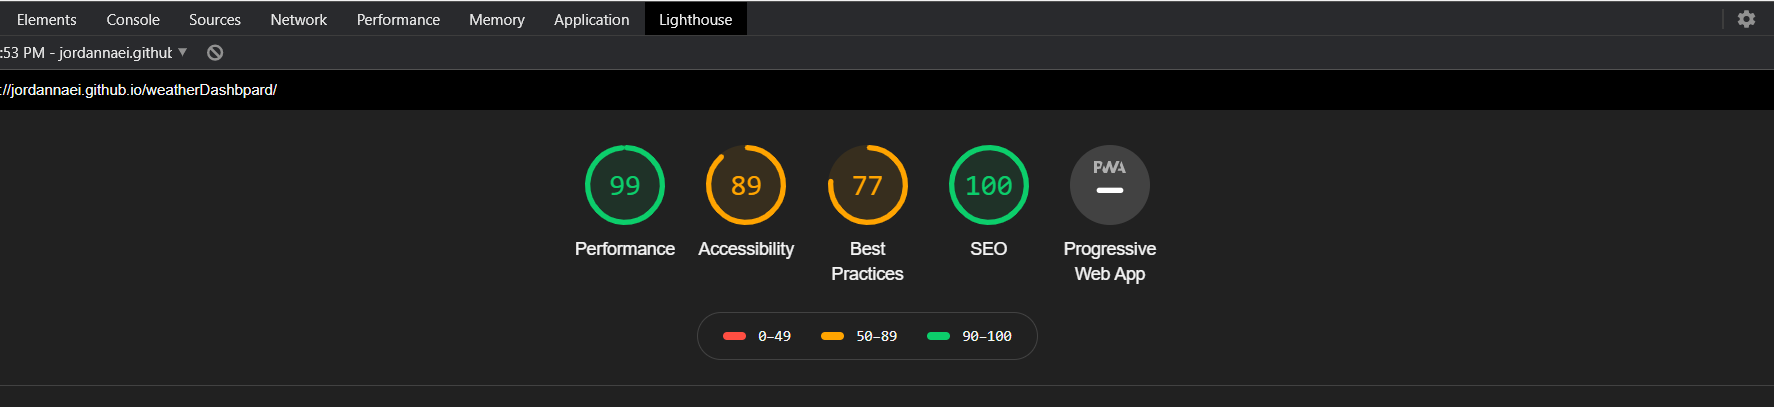 Elements Console Sources Network Performance Memory Application Lighthouse
:53 PM - jordannaei.githut
://jordannaei.github.io/weatherDashbpard/
99 89 77 100 PWA
Performance Accessibility Best Practices SEO Progressive Web App
0–49 50–89 90–100